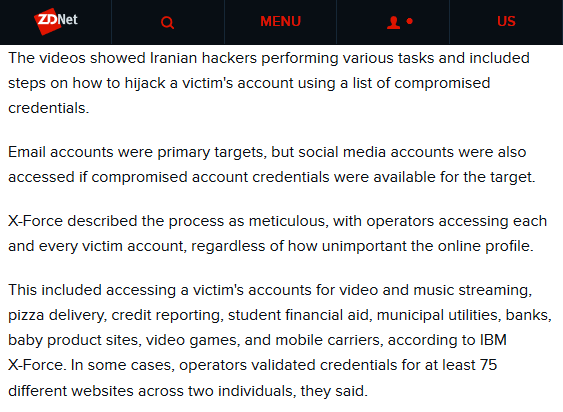 ZDNet MENU US
The videos showed Iranian hackers performing various tasks and included
steps on how to hijack a victim's account using a list of compromised
credentials.
Email accounts were primary targets, but social media accounts were also
accessed if compromised account credentials were available for the target.
X-Force described the process as meticulous, with operators accessing each
and every victim account, regardless of how unimportant the online profile.
This included accessing a victim's accounts for video and music streaming,
pizza delivery, credit reporting, student financial aid, municipal utilities, banks,
baby product sites, video games, and mobile carriers, according to IBM
X-Force. In some cases, operators validated credentials for at least 75
different websites across two individuals, they said.